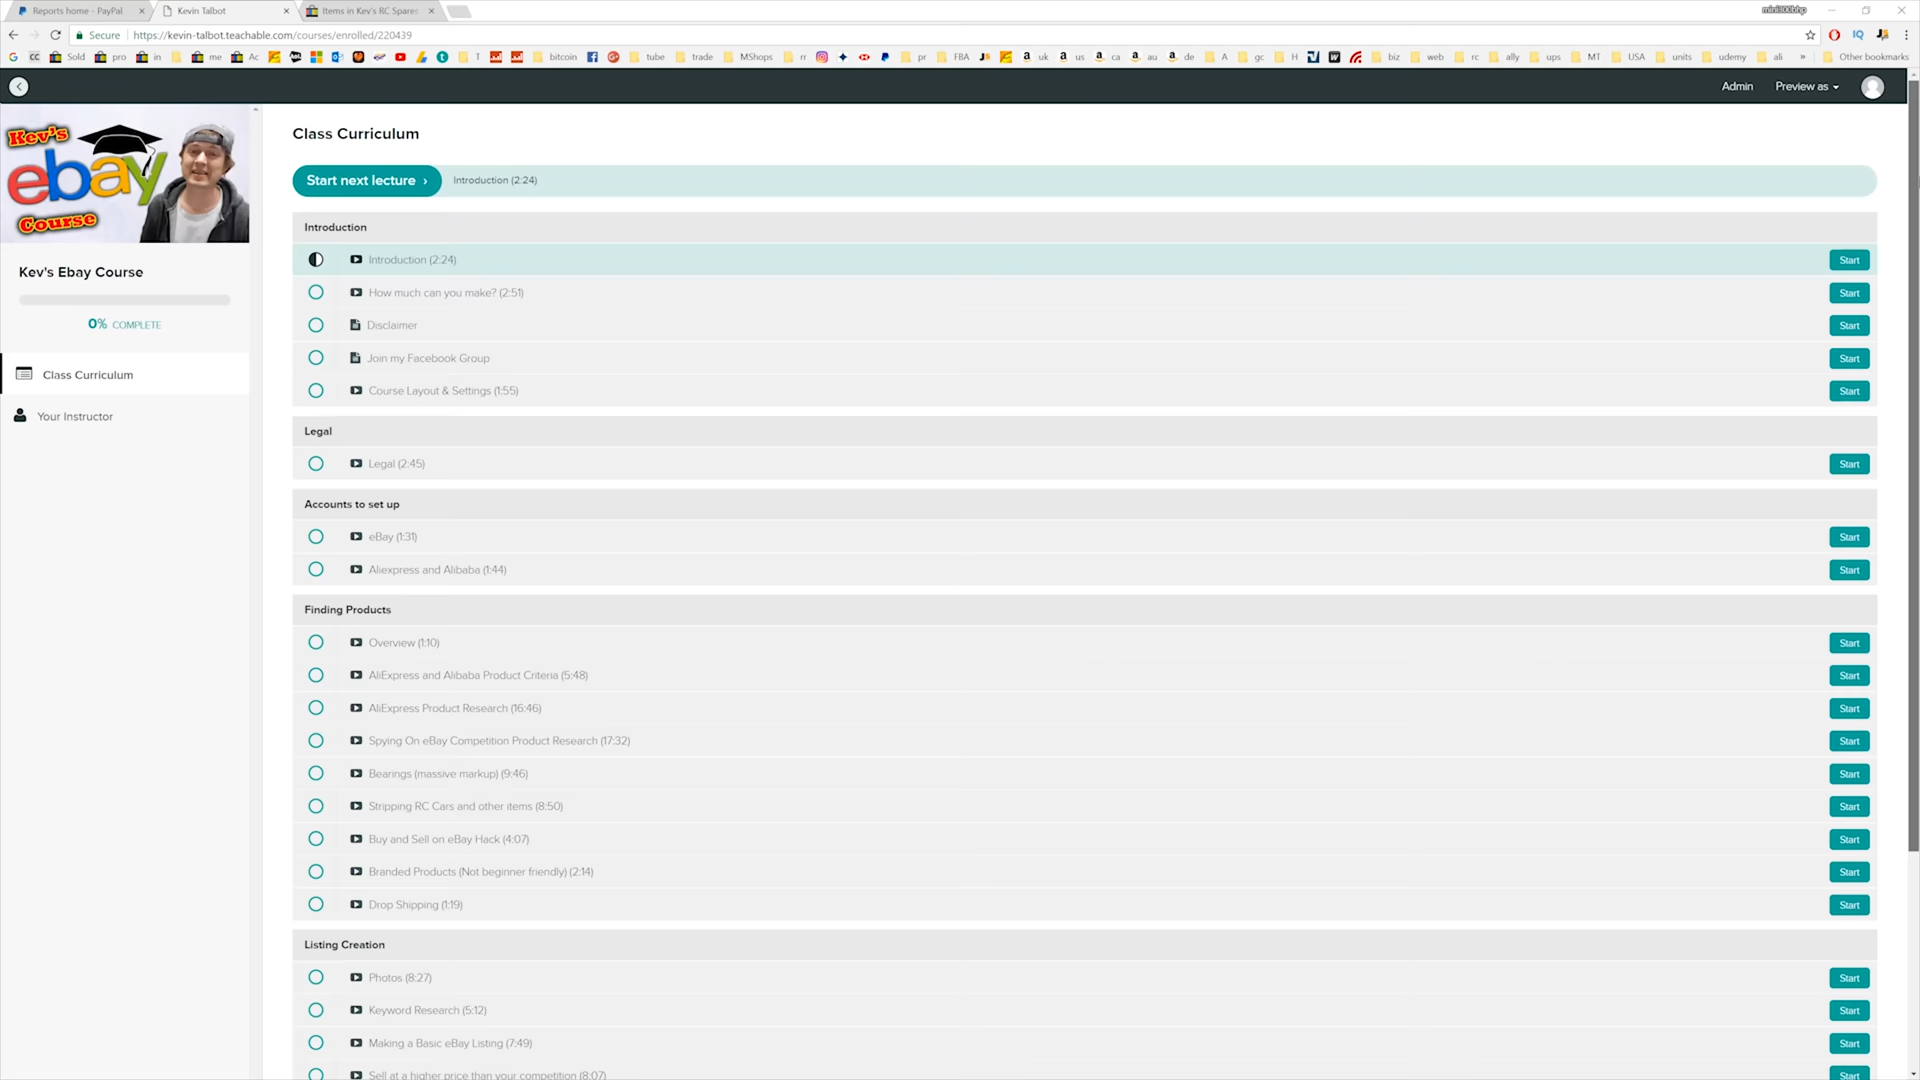 Reports home - PayPal
Kevin Talbot
Items in Kev's RC Spares
mini300bhp
Secure
https://kevin-talbot.teachable.com/courses/enrolled/220439
Sold pro in me Ac T bitcoin tube trade MShops rr pr FBA uk us ca au de A gc H biz web rc ally ups MT USA units udemy ali » Other bookmarks
Admin
Preview as
Kev's
ebay
Course
Kev's Ebay Course
0% COMPLETE
Class Curriculum
Your Instructor
Class Curriculum
Start next lecture ›
Introduction (2:24)
Introduction
Introduction (2:24)
Start
How much can you make? (2:51)
Start
Disclaimer
Start
Join my Facebook Group
Start
Course Layout & Settings (1:55)
Start
Legal
Legal (2:45)
Start
Accounts to set up
eBay (1:31)
Start
Aliexpress and Alibaba (1:44)
Start
Finding Products
Overview (1:10)
Start
AliExpress and Alibaba Product Criteria (5:48)
Start
AliExpress Product Research (16:46)
Start
Spying On eBay Competition Product Research (17:32)
Start
Bearings (massive markup) (9:46)
Start
Stripping RC Cars and other items (8:50)
Start
Buy and Sell on eBay Hack (4:07)
Start
Branded Products (Not beginner friendly) (2:14)
Start
Drop Shipping (1:19)
Start
Listing Creation
Photos (8:27)
Start
Keyword Research (5:12)
Start
Making a Basic eBay Listing (7:49)
Start
Sell at a higher price than your competition (8:07)
Start